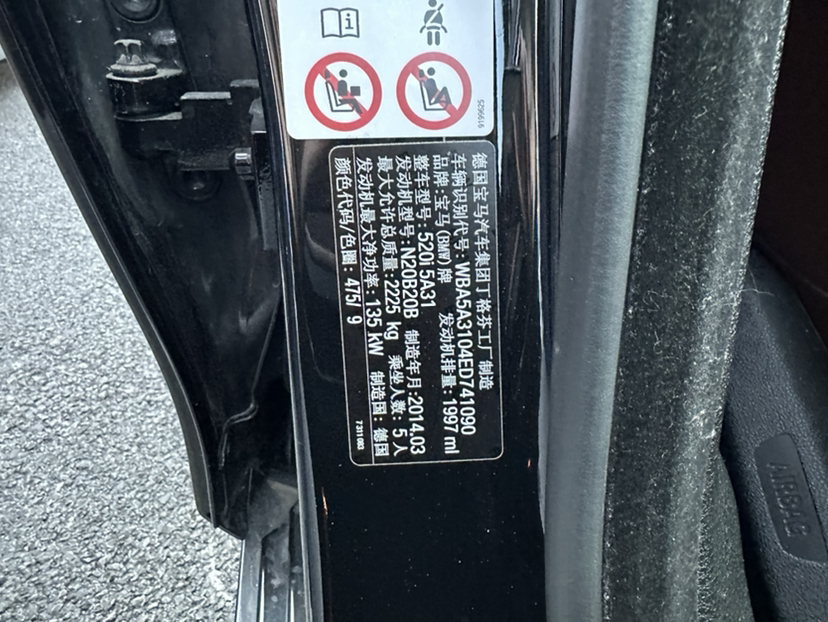 9199625
德国宝马汽车集团丁格芬工厂制造
车辆识别代号: WBA5A3104ED741090
品牌:宝马(BMW)牌 发动机排量:1997 ml
整车型号: 520I 5A31
发动机型号:N20B20B 制造年月:2014.03
最大允许总质量:2225 kg 乘坐人数: 5 人
发动机最大净功率:135 kW 制造国: 德国
颜色代码/色圈: 475/ 9
7311083
AIRBAG